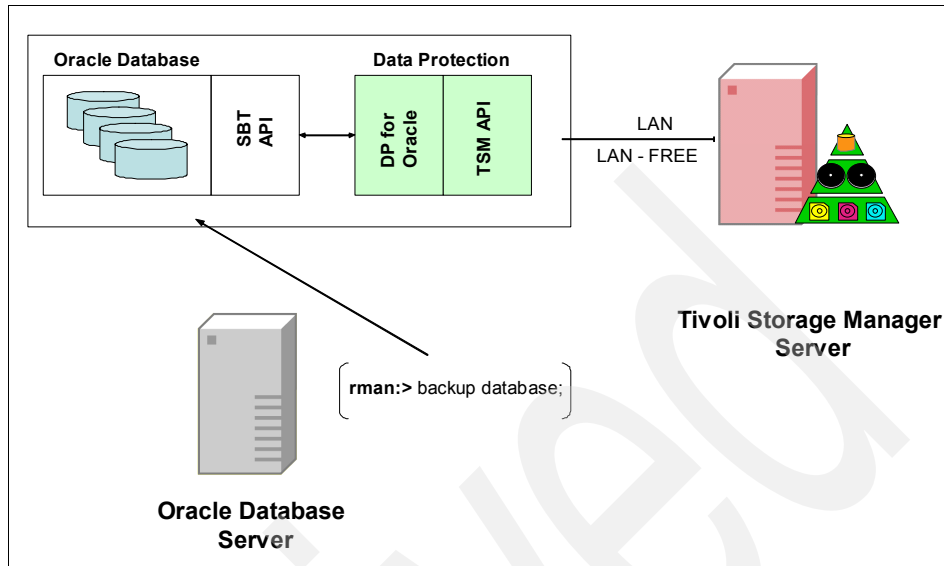 Oracle Database
Data Protection
SBT
API
DP for
Oracle
TSM API
LAN
LAN - FREE
Tivoli Storage Manager
Server
rman:> backup database;
Oracle Database
Server